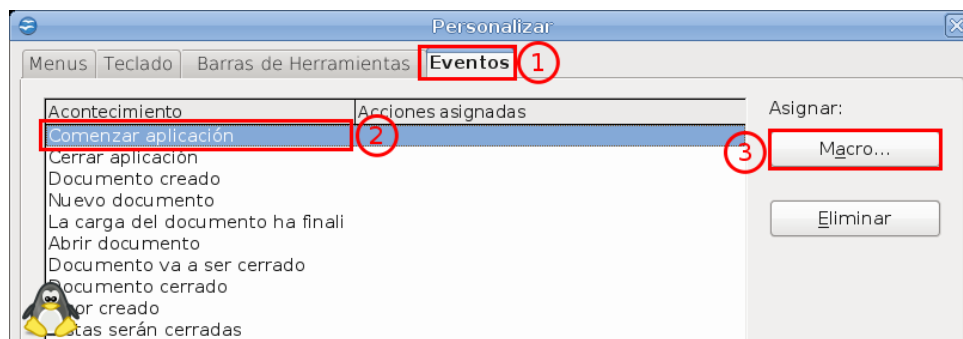 Personalizar
Menus Teclado Barras de Herramientas Eventos 1
Acontecimiento Acciones asignadas Asignar:
Comenzar aplicación 2
3 Macro...
Cerrar aplicación
Documento creado
Nuevo documento
La carga del documento ha finali
Eliminar
Abrir documento
Documento va a ser cerrado
Documento cerrado
creado
serán cerradas